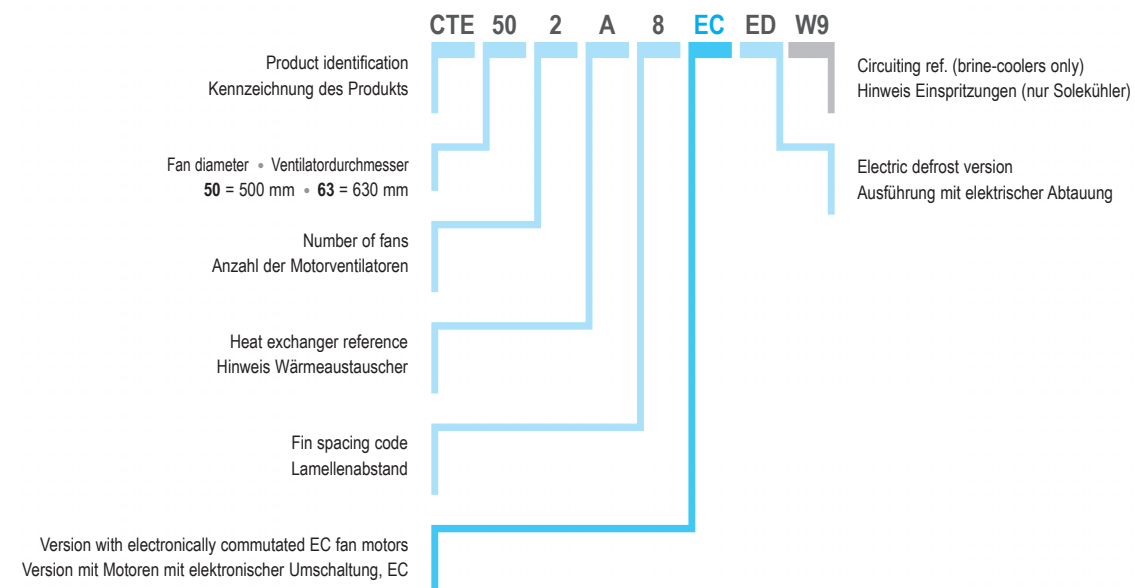 CTE 50 2 A 8 EC ED W9
Product identification
Kennzeichnung des Produkts
Circuiting ref. (brine-coolers only)
Hinweis Einspritzungen (nur Solekühler)
Fan diameter • Ventilatordurchmesser
50 = 500 mm • 63 = 630 mm
Electric defrost version
Ausführung mit elektrischer Abtauung
Number of fans
Anzahl der Motorventilatoren
Heat exchanger reference
Hinweis Wärmeaustauscher
Fin spacing code
Lamellenabstand
Version with electronically commutated EC fan motors
Version mit Motoren mit elektronischer Umschaltung, EC